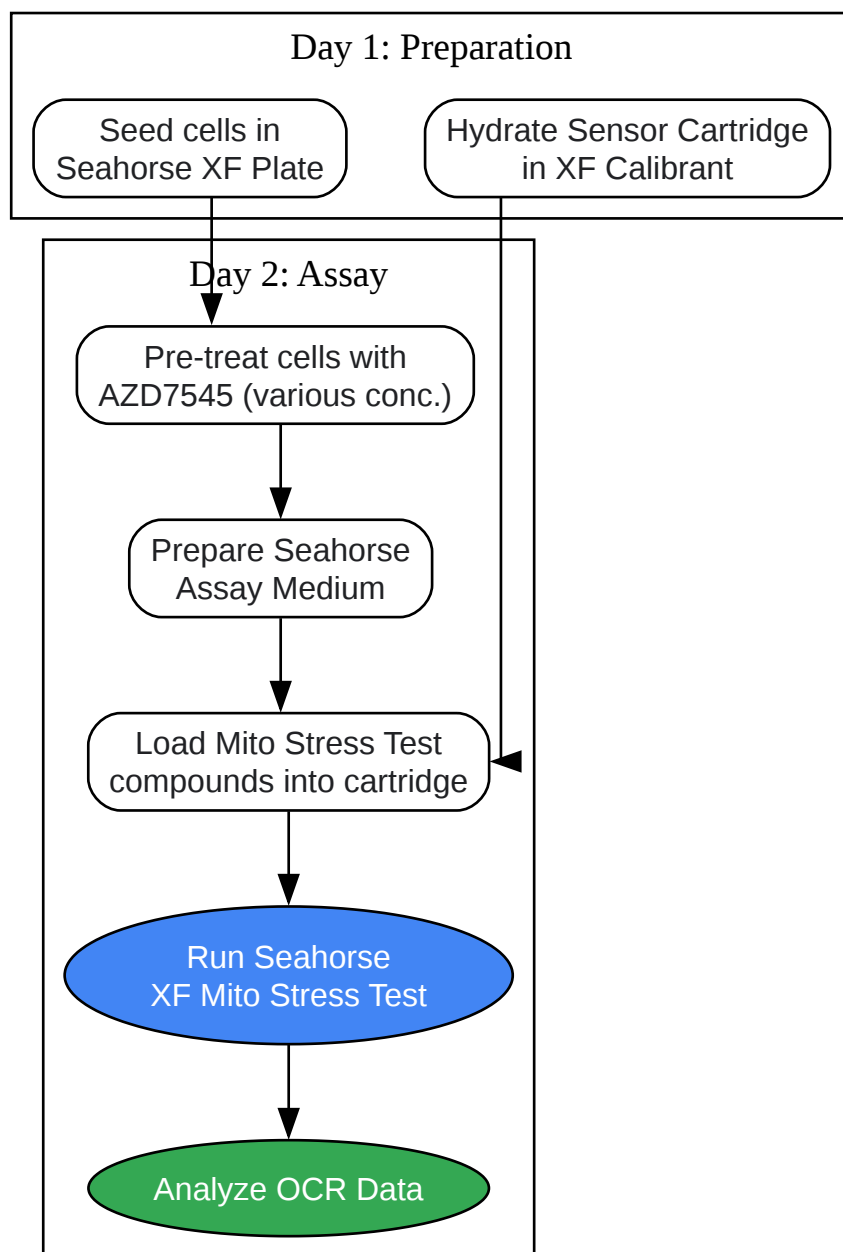 Day 1: Preparation
Seed cells in
Seahorse XF Plate
Hydrate Sensor Cartridge
in XF Calibrant
Day 2: Assay
Pre-treat cells with
AZD7545 (various conc.)
Prepare Seahorse
Assay Medium
Load Mito Stress Test
compounds into cartridge
Run Seahorse
XF Mito Stress Test
Analyze OCR Data